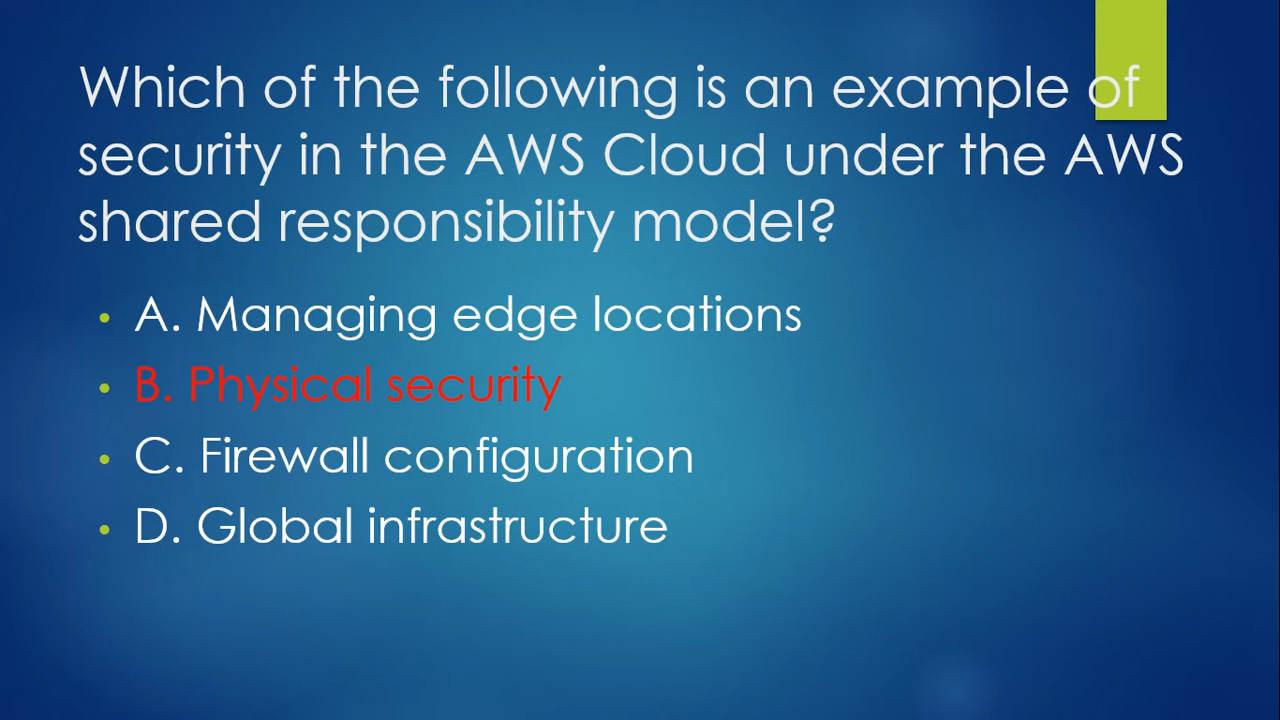 Which of the following is an example of
security in the AWS Cloud under the AWS
shared responsibility model?
• A. Managing edge locations
• B. Physical security
• C. Firewall configuration
• D. Global infrastructure